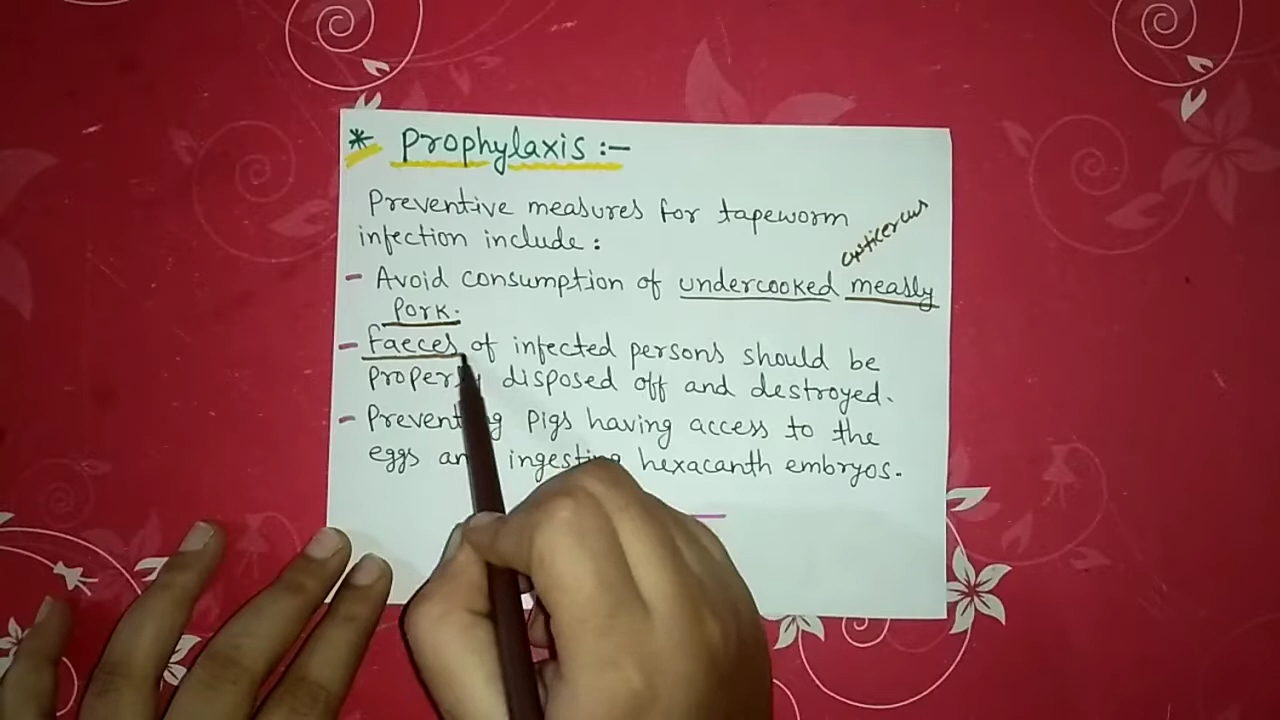 * Prophylaxis :-
Preventive measures for tapeworm
infection include :
cysticercus
- Avoid consumption of undercooked measly
Pork.
- Faeces of infected persons should be
disposed off and destroyed.
- pigs having access to the
eggs hexacanth embryos.